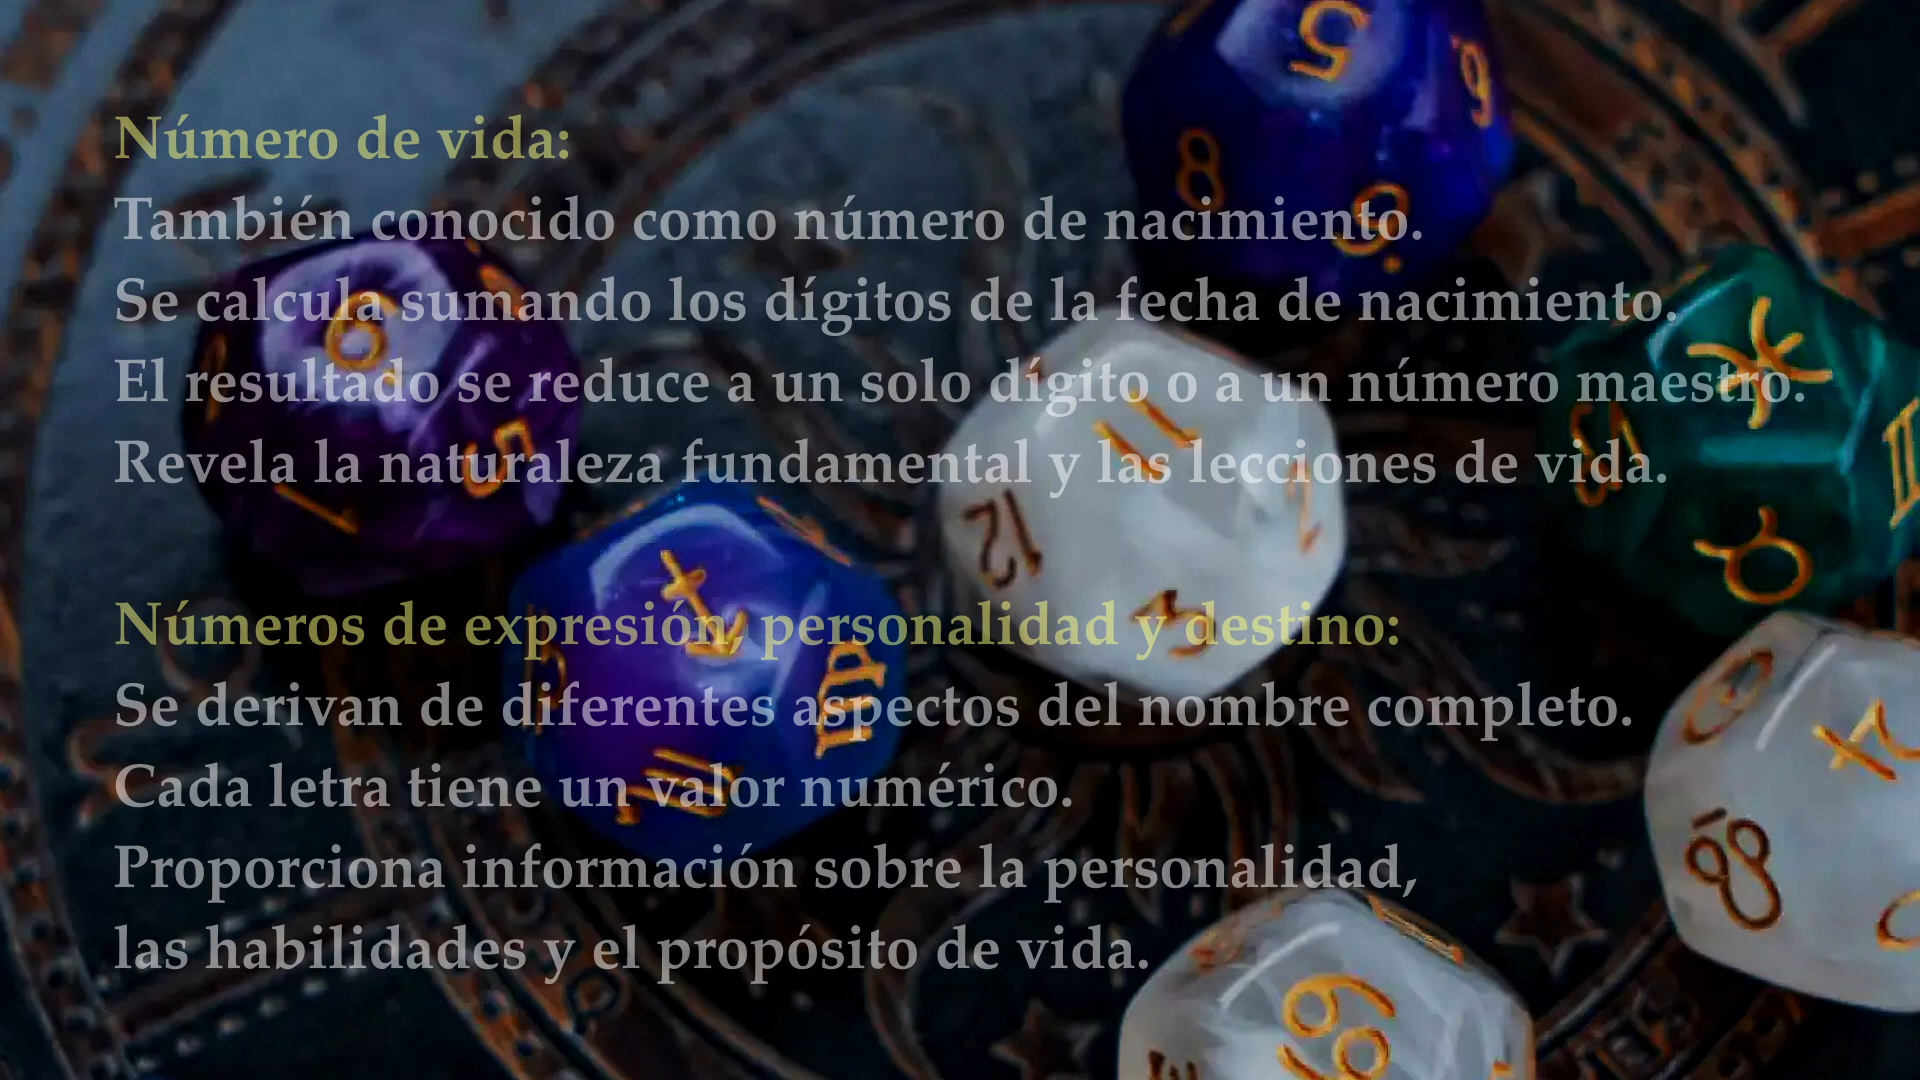 Número de vida:
También conocido como número de nacimiento.
Se calcula sumando los dígitos de la fecha de nacimiento.
El resultado se reduce a un solo dígito o a un número maestro.
Revela la naturaleza fundamental y las lecciones de vida.
Números de expresión, personalidad y destino:
Se derivan de diferentes aspectos del nombre completo.
Cada letra tiene un valor numérico.
Proporciona información sobre la personalidad,
las habilidades y el propósito de vida.